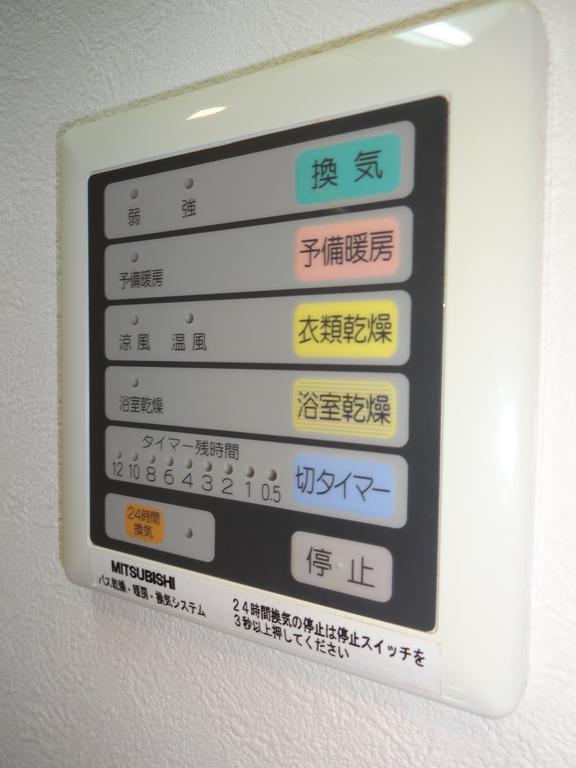 換気
弱 強
予備暖房
予備暖房
衣類乾燥
涼風 温風
浴室乾燥
浴室乾燥
タイマー残時間
12 10 8 6 4 3 2 1 0.5
切タイマー
24時間
換気
停止
MITSUBISHI
バス乾燥・暖房・換気システム
24時間換気の停止は停止スイッチを
3秒以上押してください